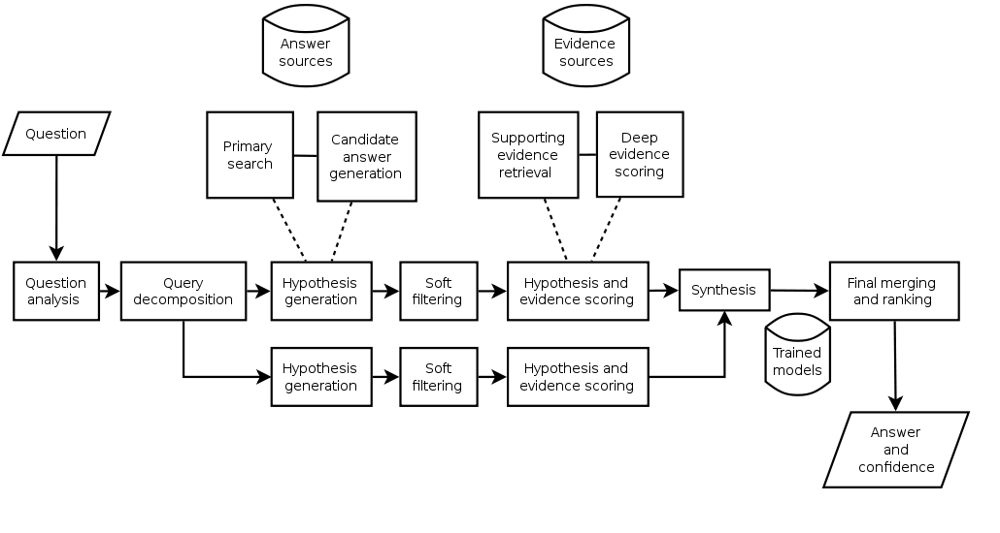 Answer
sources
Evidence
sources
Question
Primary
search
Candidate
answer
generation
Supporting
evidence
retrieval
Deep
evidence
scoring
Question
analysis
Query
decomposition
Hypothesis
generation
Soft
filtering
Hypothesis and
evidence scoring
Synthesis
Final merging
and ranking
Hypothesis
generation
Soft
filtering
Hypothesis and
evidence scoring
Trained
models
Answer
and
confidence